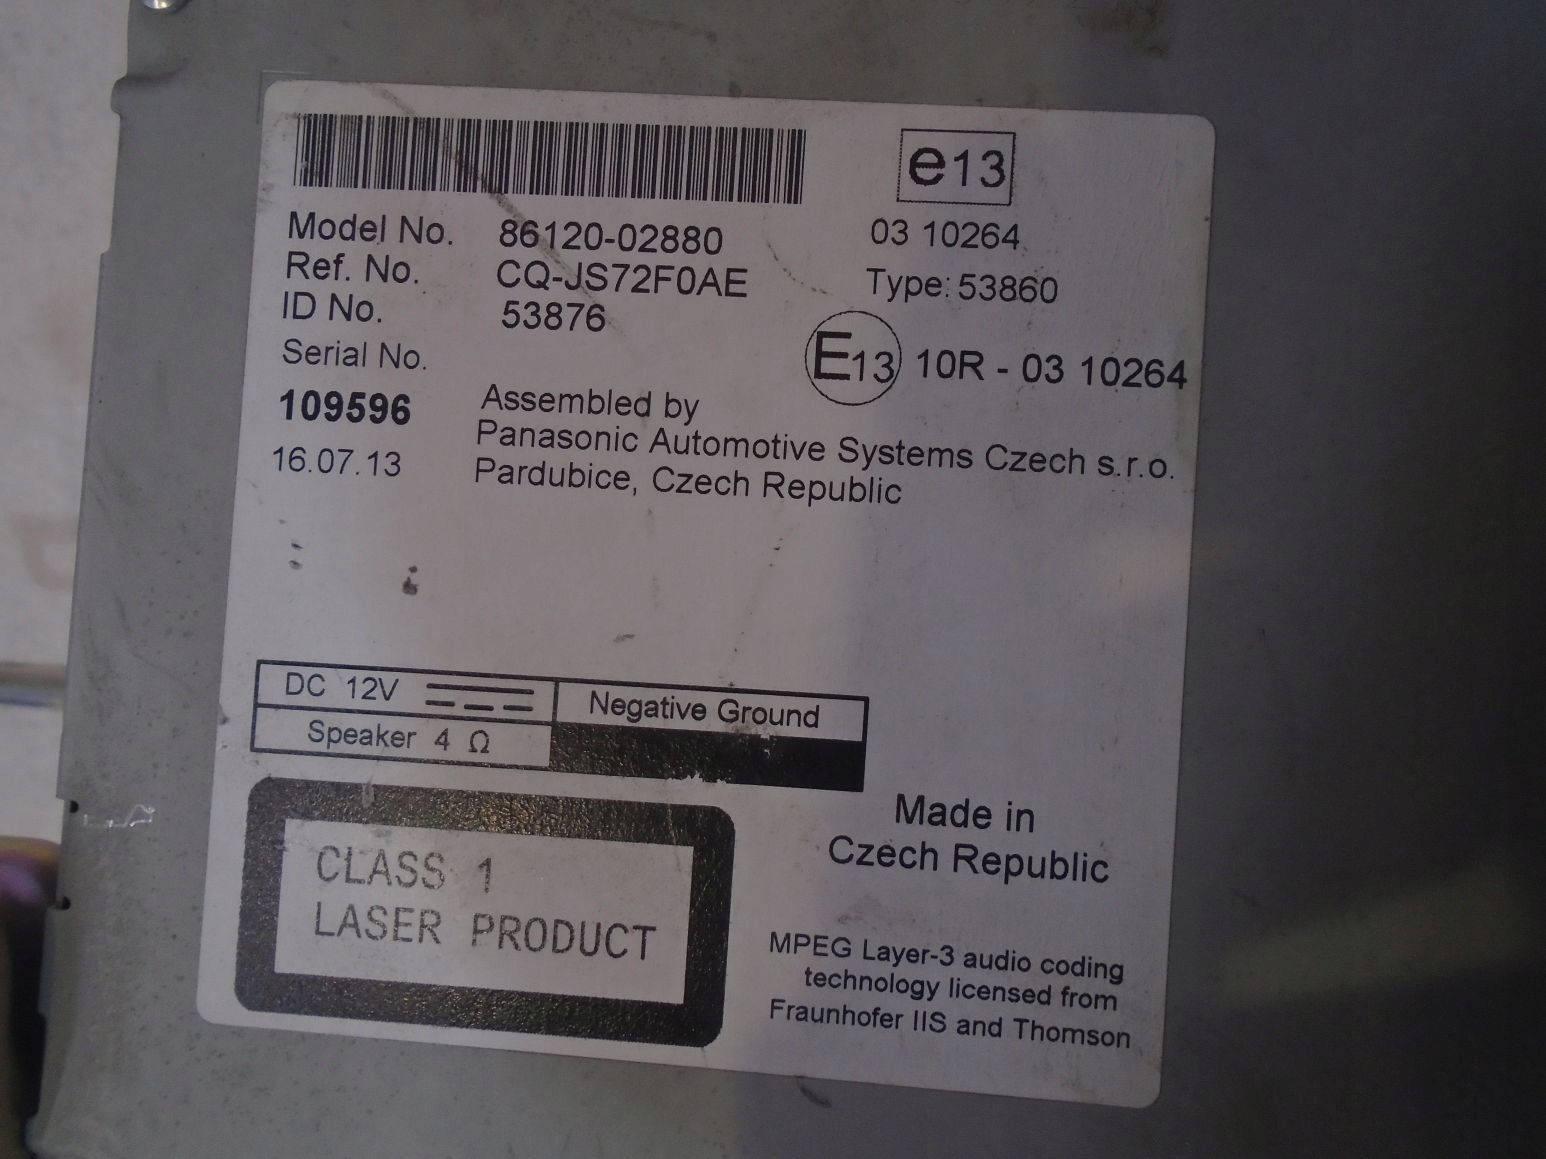 e13
Model No. 86120-02880 03 10264
Ref. No. CQ-JS72F0AE Type: 53860
ID No. 53876
Serial No. E13 10R - 03 10264
109596 Assembled by
Panasonic Automotive Systems Czech s.r.o.
16.07.13 Pardubice, Czech Republic
DC 12V Negative Ground
Speaker 4 Ω
Made in
Czech Republic
CLASS 1
LASER PRODUCT
MPEG Layer-3 audio coding
technology licensed from
Fraunhofer IIS and Thomson